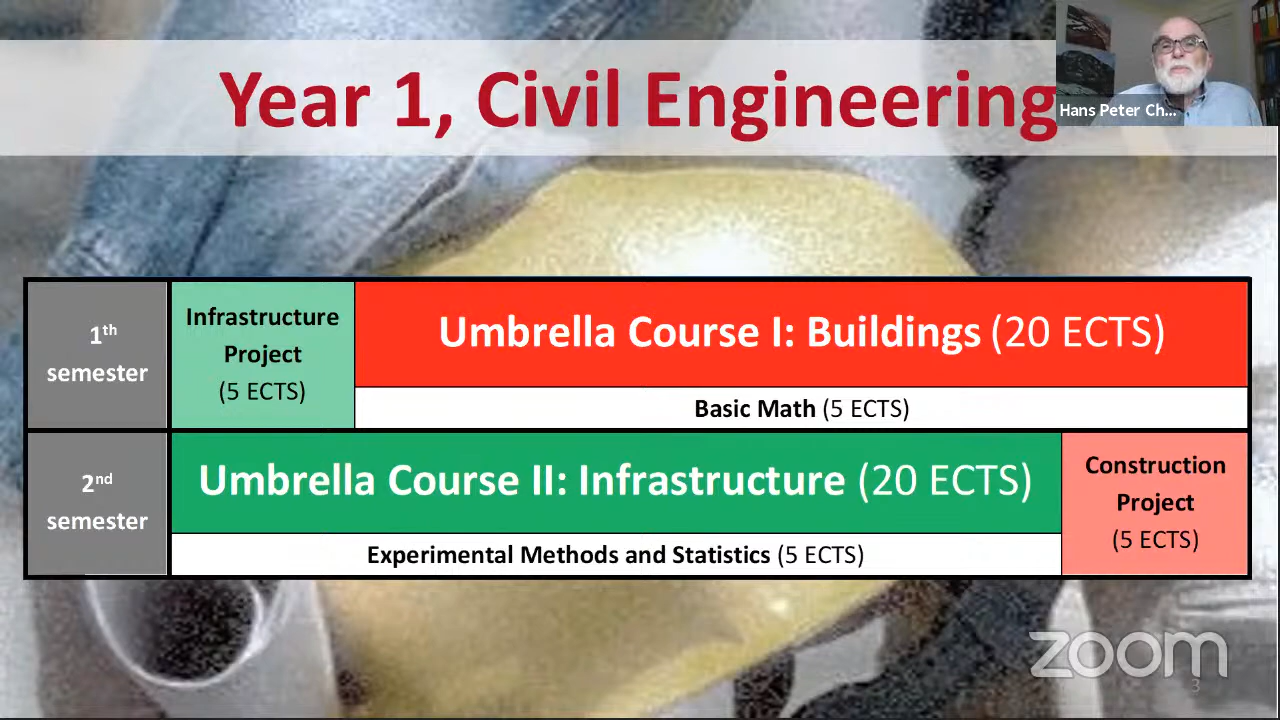 Year 1, Civil Engineering
Hans Peter Ch...
1th
semester
Infrastructure
Project
(5 ECTS)
Umbrella Course I: Buildings (20 ECTS)
Basic Math (5 ECTS)
2nd
semester
Umbrella Course II: Infrastructure (20 ECTS)
Experimental Methods and Statistics (5 ECTS)
Construction
Project
(5 ECTS)
zoom
3